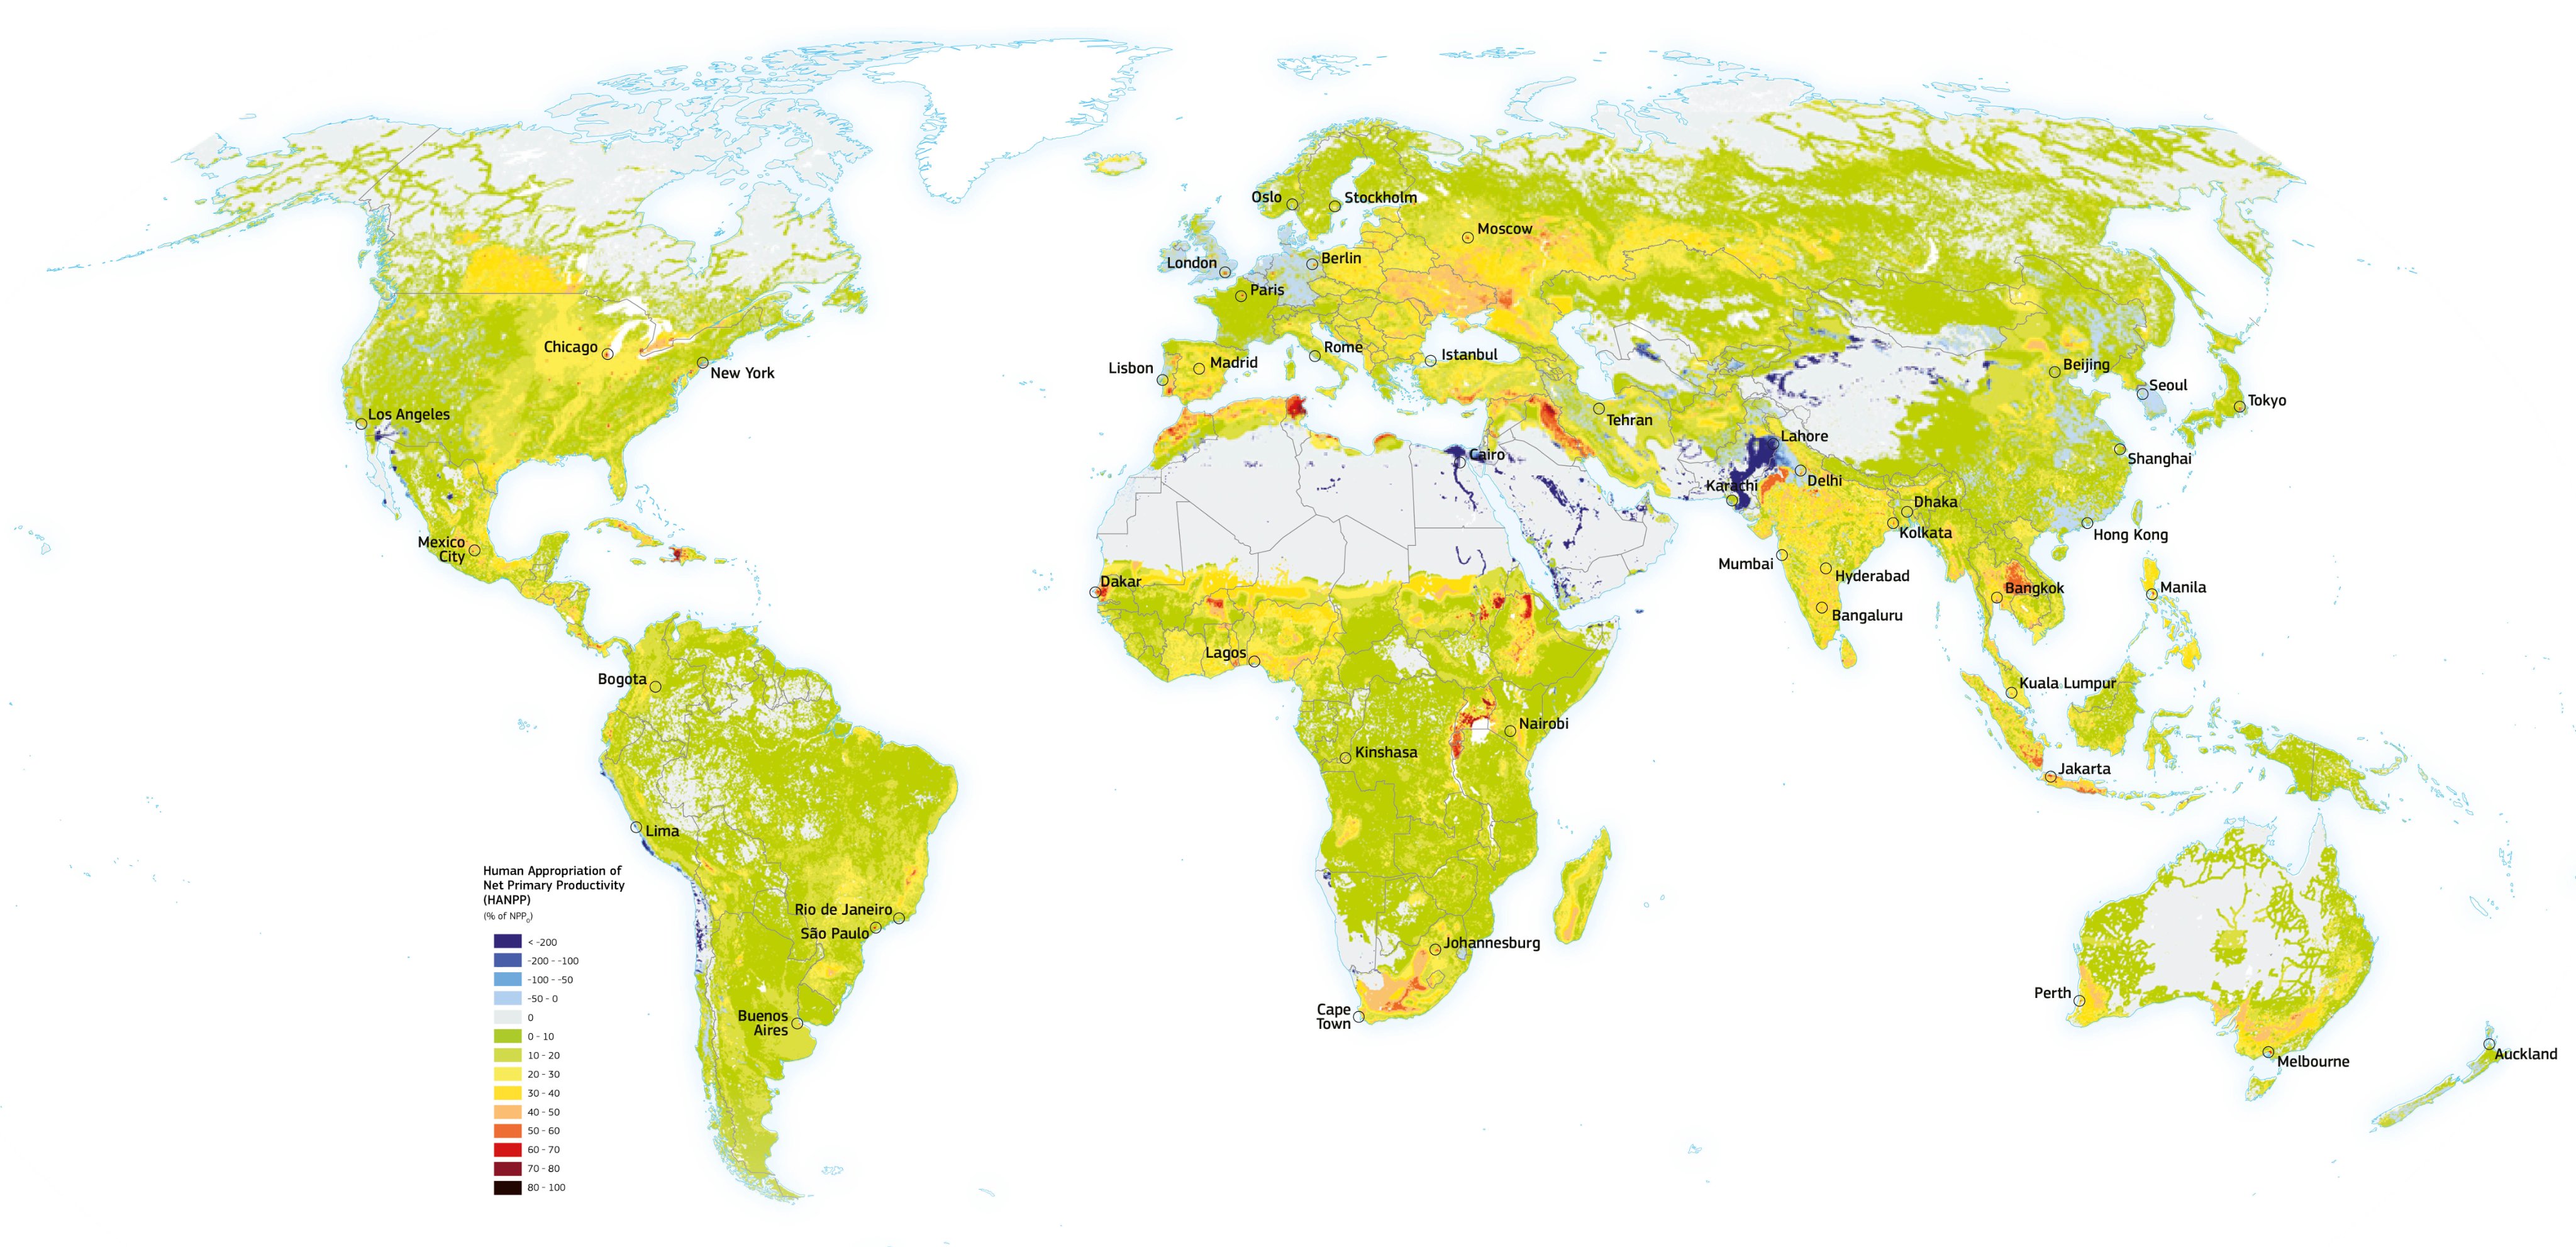 Oslo
Stockholm
Moscow
London
Berlin
Paris
Chicago
New York
Rome
Istanbul
Lisbon
Madrid
Beijing
Seoul
Tokyo
Los Angeles
Tehran
Lahore
Cairo
Shanghai
Karachi
Delhi
Dhaka
Kolkata
Hong Kong
Mexico
City
Mumbai
Hyderabad
Dakar
Bangkok
Manila
Bangaluru
Lagos
Bogota
Kuala Lumpur
Nairobi
Kinshasa
Jakarta
Lima
Human Appropriation of
Net Primary Productivity
(HANPP)
(% of NPP₀)
< -200
-200 - -100
-100 - -50
-50 - 0
0
0 - 10
10 - 20
20 - 30
30 - 40
40 - 50
50 - 60
60 - 70
70 - 80
80 - 100
Rio de Janeiro
São Paulo
Johannesburg
Perth
Cape
Town
Buenos
Aires
Auckland
Melbourne